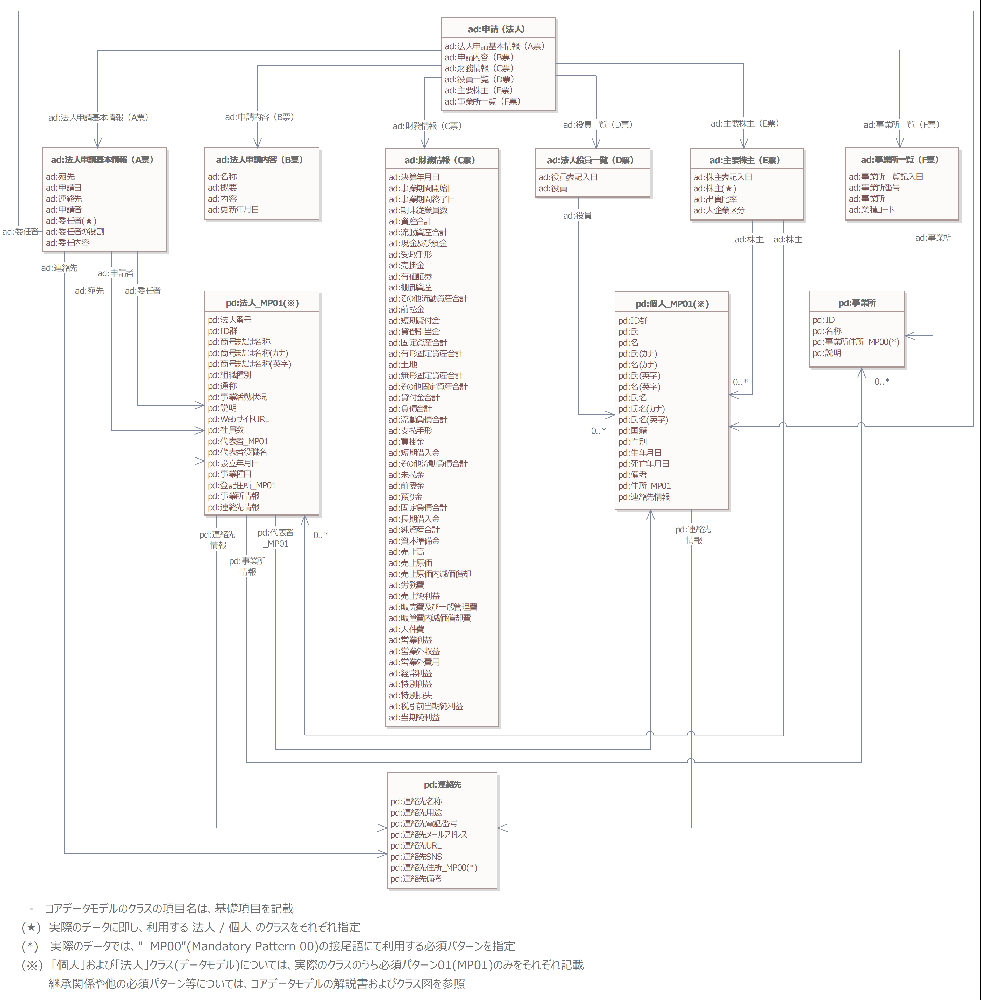 ad:申請（法人）
ad:法人申請基本情報（A票）
ad:申請内容（B票）
ad:財務情報（C票）
ad:役員一覧（D票）
ad:主要株主（E票）
ad:事業所一覧（F票）
ad:法人申請基本情報（A票）
ad:申請内容（B票）
ad:財務情報（C票）
ad:役員一覧（D票）
ad:主要株主（E票）
ad:事業所一覧（F票）
ad:法人申請基本情報（A票）
ad:宛先
ad:申請日
ad:連絡先
ad:申請者
ad:委任者(★)
ad:委任者の役割
ad:委任内容
ad:法人申請内容（B票）
ad:名称
ad:概要
ad:内容
ad:更新年月日
ad:財務情報（C票）
ad:決算年月日
ad:事業期間開始日
ad:事業期間終了日
ad:期末従業員数
ad:資産合計
ad:流動資産合計
ad:現金及び預金
ad:受取手形
ad:売掛金
ad:有価証券
ad:棚卸資産
ad:その他流動資産合計
ad:前払金
ad:短期貸付金
ad:貸倒引当金
ad:固定資産合計
ad:有形固定資産合計
ad:土地
ad:無形固定資産合計
ad:その他固定資産合計
ad:貸付金合計
ad:負債合計
ad:流動負債合計
ad:支払手形
ad:買掛金
ad:短期借入金
ad:その他流動負債合計
ad:未払金
ad:前受金
ad:預り金
ad:固定負債合計
ad:長期借入金
ad:純資産合計
ad:資本準備金
ad:売上高
ad:売上原価
ad:売上原価内減価償却
ad:労務費
ad:売上純利益
ad:販売費及び一般管理費
ad:販管費内減価償却費
ad:人件費
ad:営業利益
ad:営業外収益
ad:営業外費用
ad:経常利益
ad:特別利益
ad:特別損失
ad:税引前当期純利益
ad:当期純利益
ad:法人役員一覧（D票）
ad:役員表記入日
ad:役員
ad:主要株主（E票）
ad:株主表記入日
ad:株主(★)
ad:出資比率
ad:大企業区分
ad:事業所一覧（F票）
ad:事業所一覧記入日
ad:事業所番号
ad:事業所
ad:業種コード
ad:委任者
ad:連絡先
ad:宛先
ad:申請者
ad:委任者
ad:役員
ad:株主
ad:株主
ad:事業所
pd:法人_MP01(※)
pd:法人番号
pd:ID群
pd:商号または名称
pd:商号または名称(カナ)
pd:商号または名称(英字)
pd:組織種別
pd:通称
pd:事業活動状況
pd:説明
pd:WebサイトURL
pd:社員数
pd:代表者_MP01
pd:代表者役職名
pd:設立年月日
pd:事業種目
pd:登記住所_MP01
pd:事業所情報
pd:連絡先情報
pd:個人_MP01(※)
pd:ID群
pd:氏
pd:名
pd:氏(カナ)
pd:名(カナ)
pd:氏(英字)
pd:名(英字)
pd:氏名
pd:氏名(カナ)
pd:氏名(英字)
pd:国籍
pd:性別
pd:生年月日
pd:死亡年月日
pd:備考
pd:住所_MP01
pd:連絡先情報
pd:事業所
pd:ID
pd:名称
pd:事業所住所_MP00(*)
pd:説明
0..*
0..*
0..*
0..*
pd:連絡先
情報
pd:事業所
情報
pd:代表者
_MP01
pd:連絡先
情報
pd:連絡先
pd:連絡先名称
pd:連絡先用途
pd:連絡先電話番号
pd:連絡先メールアドレス
pd:連絡先URL
pd:連絡先SNS
pd:連絡先住所_MP00(*)
pd:連絡先備考
- コアデータモデルのクラスの項目名は、基礎項目を記載
(★) 実際のデータに即し、利用する 法人 / 個人 のクラスをそれぞれ指定
(*) 実際のデータでは、"_MP00"(Mandatory Pattern 00)の接尾語にて利用する必須パターンを指定
(※) 「個人」および「法人」クラス(データモデル)については、実際のクラスのうち必須パターン01(MP01)のみをそれぞれ記載
継承関係や他の必須パターン等については、コアデータモデルの解説書およびクラス図を参照